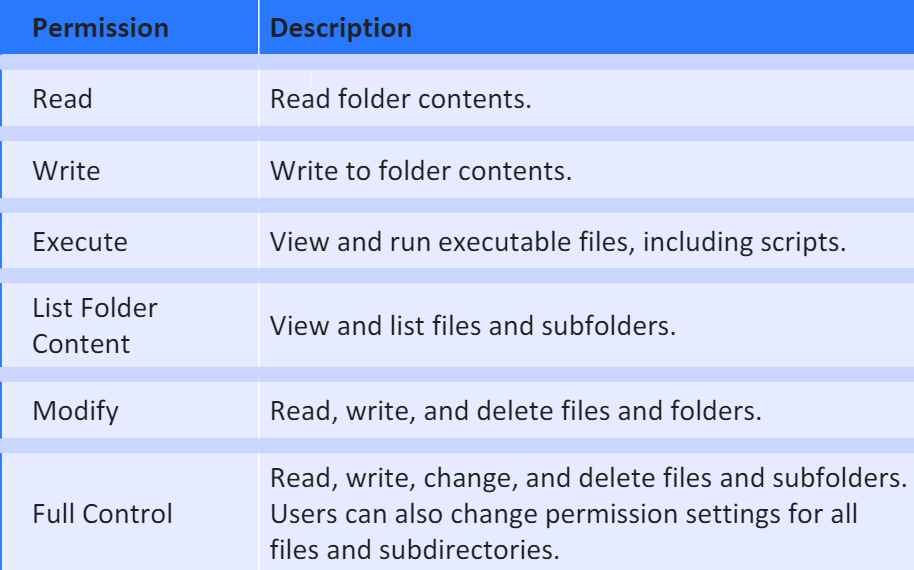 Permission Description
Read Read folder contents.
Write Write to folder contents.
Execute View and run executable files, including scripts.
List Folder
Content View and list files and subfolders.
Modify Read, write, and delete files and folders.
Full Control Read, write, change, and delete files and subfolders.
Users can also change permission settings for all
files and subdirectories.